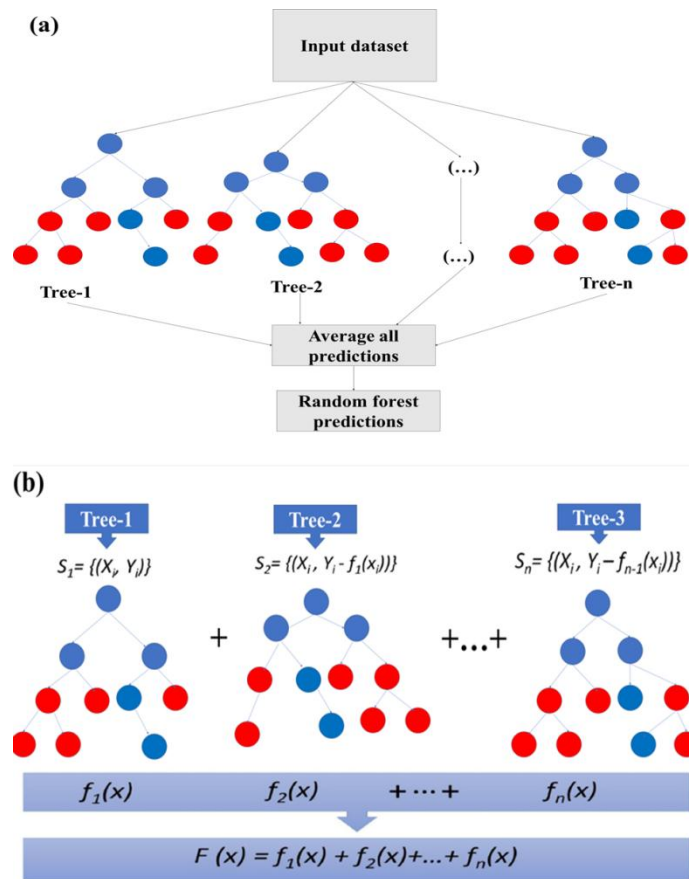 (a)
Input dataset
(...)
(...)
Tree-1
Tree-2
Tree-n
Average all
predictions
Random forest
predictions
(b)
Tree-1
Tree-2
Tree-3
S₁= {(Xᵢ, Yᵢ)}
S₂= {(Xᵢ , Yᵢ - f₁(xᵢ))}
Sₙ= {(Xᵢ , Yᵢ – fₙ₋₁(xᵢ))}
+
+...+
f₁(x) f₂(x) + ··· + fₙ(x)
F (x) = f₁(x) + f₂(x)+...+ fₙ(x)